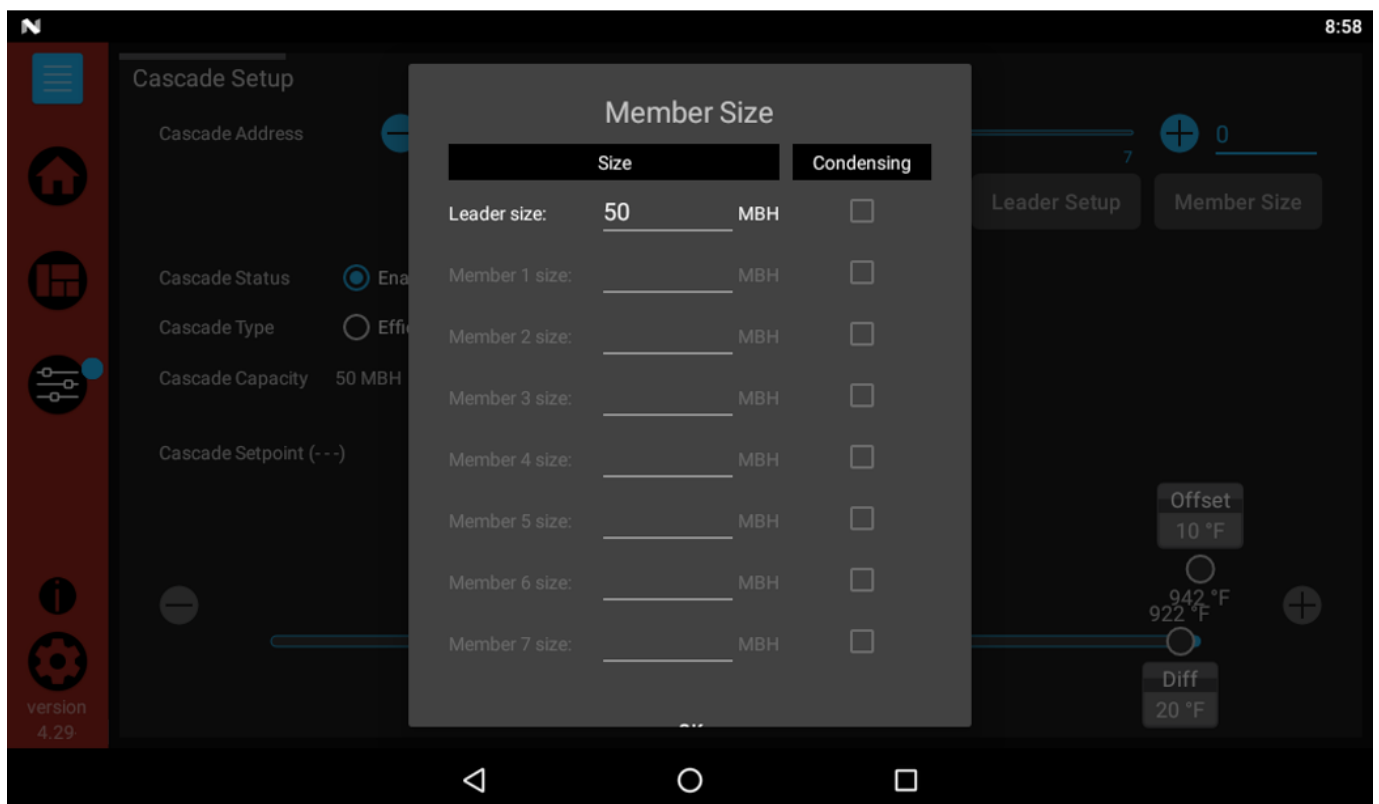 8:58
Cascade Setup
Member Size
Cascade Address
0
7
Size Condensing
Leader size: 50 MBH
Leader Setup Member Size
Cascade Status Ena
Member 1 size: MBH
Cascade Type Effi
Member 2 size: MBH
Cascade Capacity 50 MBH
Member 3 size: MBH
Cascade Setpoint (---)
Member 4 size: MBH
Offset
10 °F
Member 5 size: MBH
Member 6 size: MBH
942 °F
922 °F
Member 7 size: MBH
Diff
20 °F
version
4.29